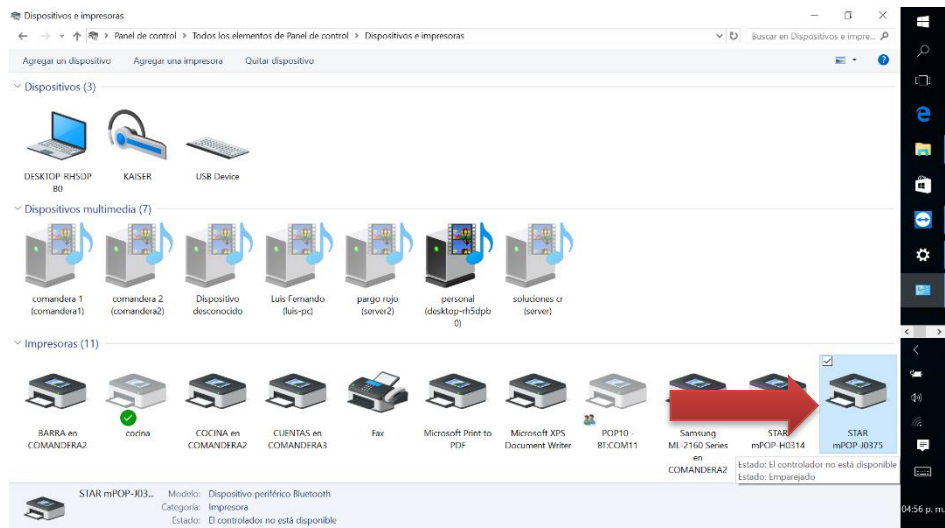 Dispositivos e impresoras
Panel de control > Todos los elementos de Panel de control > Dispositivos e impresoras
Buscar en Dispositivos e impre...
Agregar un dispositivo Agregar una impresora Quitar dispositivo
Dispositivos (3)
DESKTOP-RH5DP
B0
KAISER
USB Device
Dispositivos multimedia (7)
comandera 1
(comandera1)
comandera 2
(comandera2)
Dispositivo
desconocido
Luis Fernando
(luis-pc)
pargo rojo
(server2)
personal
(desktop-rh5dpb
0)
soluciones cr
(server)
Impresoras (11)
BARRA en
COMANDERA2
cocina
COCINA en
COMANDERA2
CUENTAS en
COMANDERA3
Fax
Microsoft Print to
PDF
Microsoft XPS
Document Writer
POP10 -
BT:COM11
Samsung
ML-2160 Series
en
COMANDERA2
STAR
mPOP-H0314
STAR
mPOP-J0375
Estado: El controlador no está disponible
Estado: Emparejado
STAR mPOP-J03... Modelo: Dispositivo periférico Bluetooth
Categoría: Impresora
Estado: El controlador no está disponible
04:56 p. m.